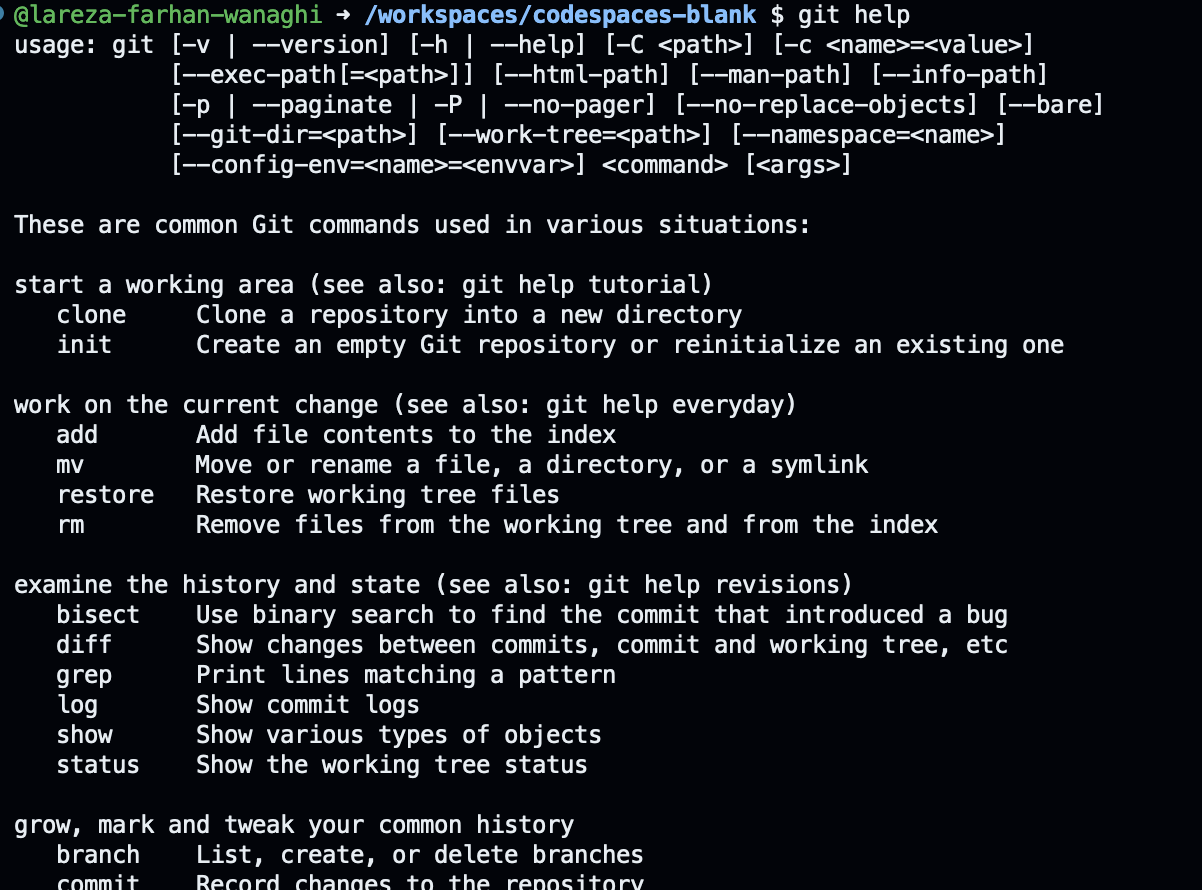 @lareza-farhan-wanaghi ➜ /workspaces/codespaces-blank $ git help
usage: git [-v | --version] [-h | --help] [-C <path>] [-c <name>=<value>]
           [--exec-path[=<path>]] [--html-path] [--man-path] [--info-path]
           [-p | --paginate | -P | --no-pager] [--no-replace-objects] [--bare]
           [--git-dir=<path>] [--work-tree=<path>] [--namespace=<name>]
           [--config-env=<name>=<envvar>] <command> [<args>]

These are common Git commands used in various situations:

start a working area (see also: git help tutorial)
   clone     Clone a repository into a new directory
   init      Create an empty Git repository or reinitialize an existing one

work on the current change (see also: git help everyday)
   add       Add file contents to the index
   mv        Move or rename a file, a directory, or a symlink
   restore   Restore working tree files
   rm        Remove files from the working tree and from the index

examine the history and state (see also: git help revisions)
   bisect    Use binary search to find the commit that introduced a bug
   diff      Show changes between commits, commit and working tree, etc
   grep      Print lines matching a pattern
   log       Show commit logs
   show      Show various types of objects
   status    Show the working tree status

grow, mark and tweak your common history
   branch    List, create, or delete branches
   commit    Record changes to the repository